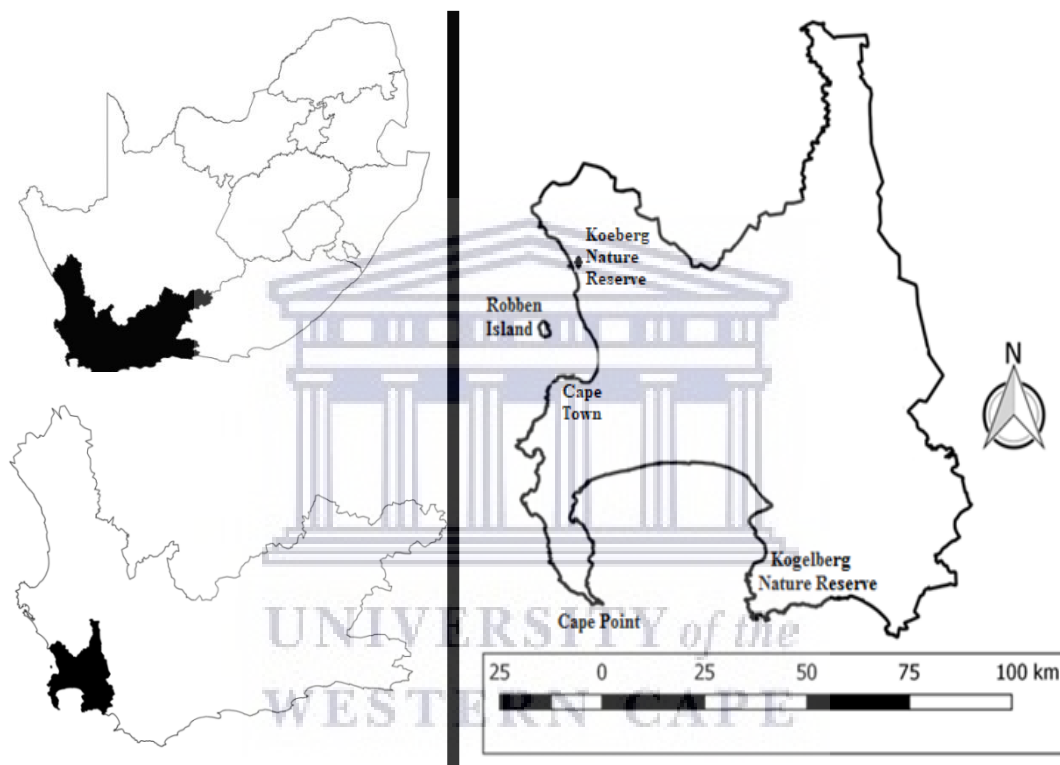 Koeberg
Nature
Reserve
Robben
Island
Cape
Town
N
Kogelberg
Nature Reserve
Cape Point
UNIVERSITY of the
WESTERN CAPE
25 0 25 50 75 100 km